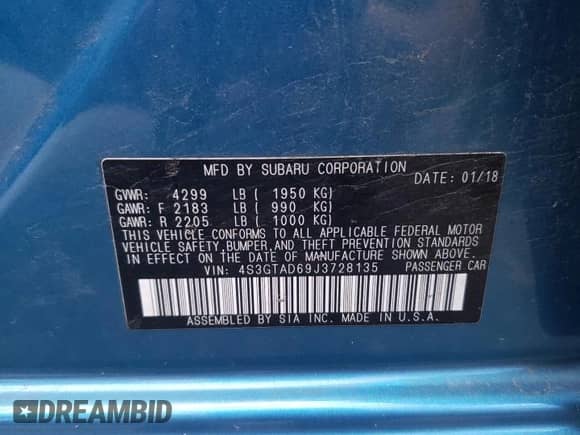 MFD BY SUBARU CORPORATION
DATE: 01/18
GVWR: 4299 LB ( 1950 KG)
GAWR: F 2183 LB ( 990 KG)
GAWR: R 2205 LB ( 1000 KG)
THIS VEHICLE CONFORMS TO ALL APPLICABLE FEDERAL MOTOR
VEHICLE SAFETY, BUMPER, AND THEFT PREVENTION STANDARDS
IN EFFECT ON THE DATE OF MANUFACTURE SHOWN ABOVE.
VIN: 4S3GTAD69J3728135 PASSENGER CAR
ASSEMBLED BY SIA INC. MADE IN U.S.A.
DREAMBID